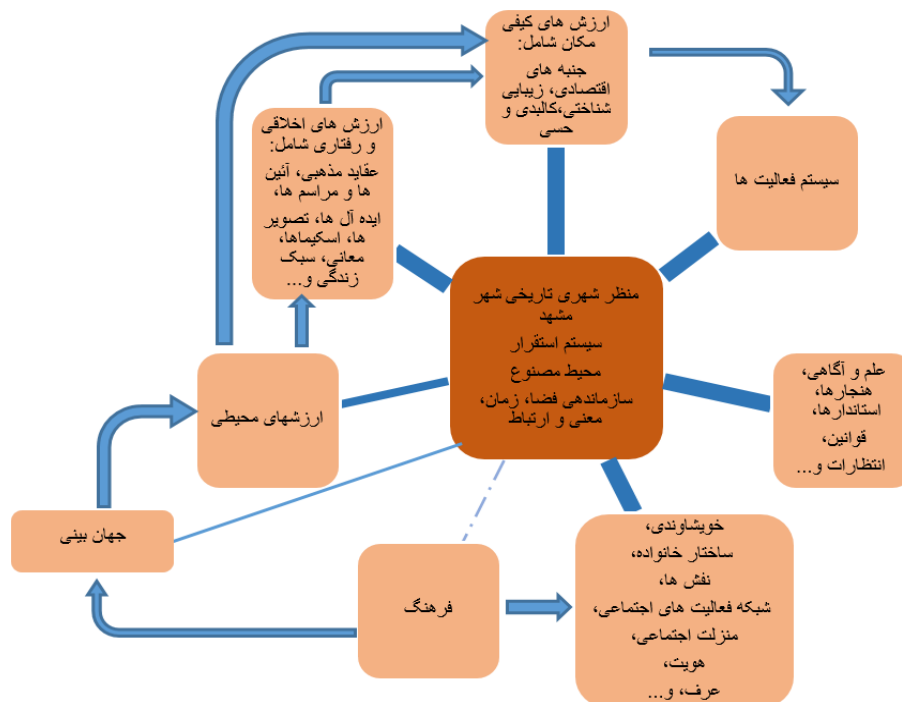 ارزش های کیفی
مکان شامل:
جنبه های
اقتصادی، زیبایی
شناختی،کالبدی و
حسی
ارزش های اخلاقی
و رفتاری شامل:
عقاید مذهبی، آئین
ها و مراسم ها،
ایده آل ها، تصویر
ها، اسکیماها،
معانی، سبک
زندگی و...
سیستم فعالیت ها
منظر شهری تاریخی شهر
مشهد
سیستم استقرار
محیط مصنوع
سازماندهی فضا، زمان،
معنی و ارتباط
علم و آگاهی،
هنجارها،
استاندارها،
قوانین،
انتظارات و...
ارزشهای محیطی
جهان بینی
فرهنگ
خویشاوندی،
ساختار خانواده،
نفش ها،
شبکه فعالیت های اجتماعی،
منزلت اجتماعی،
هویت،
عرف، و...